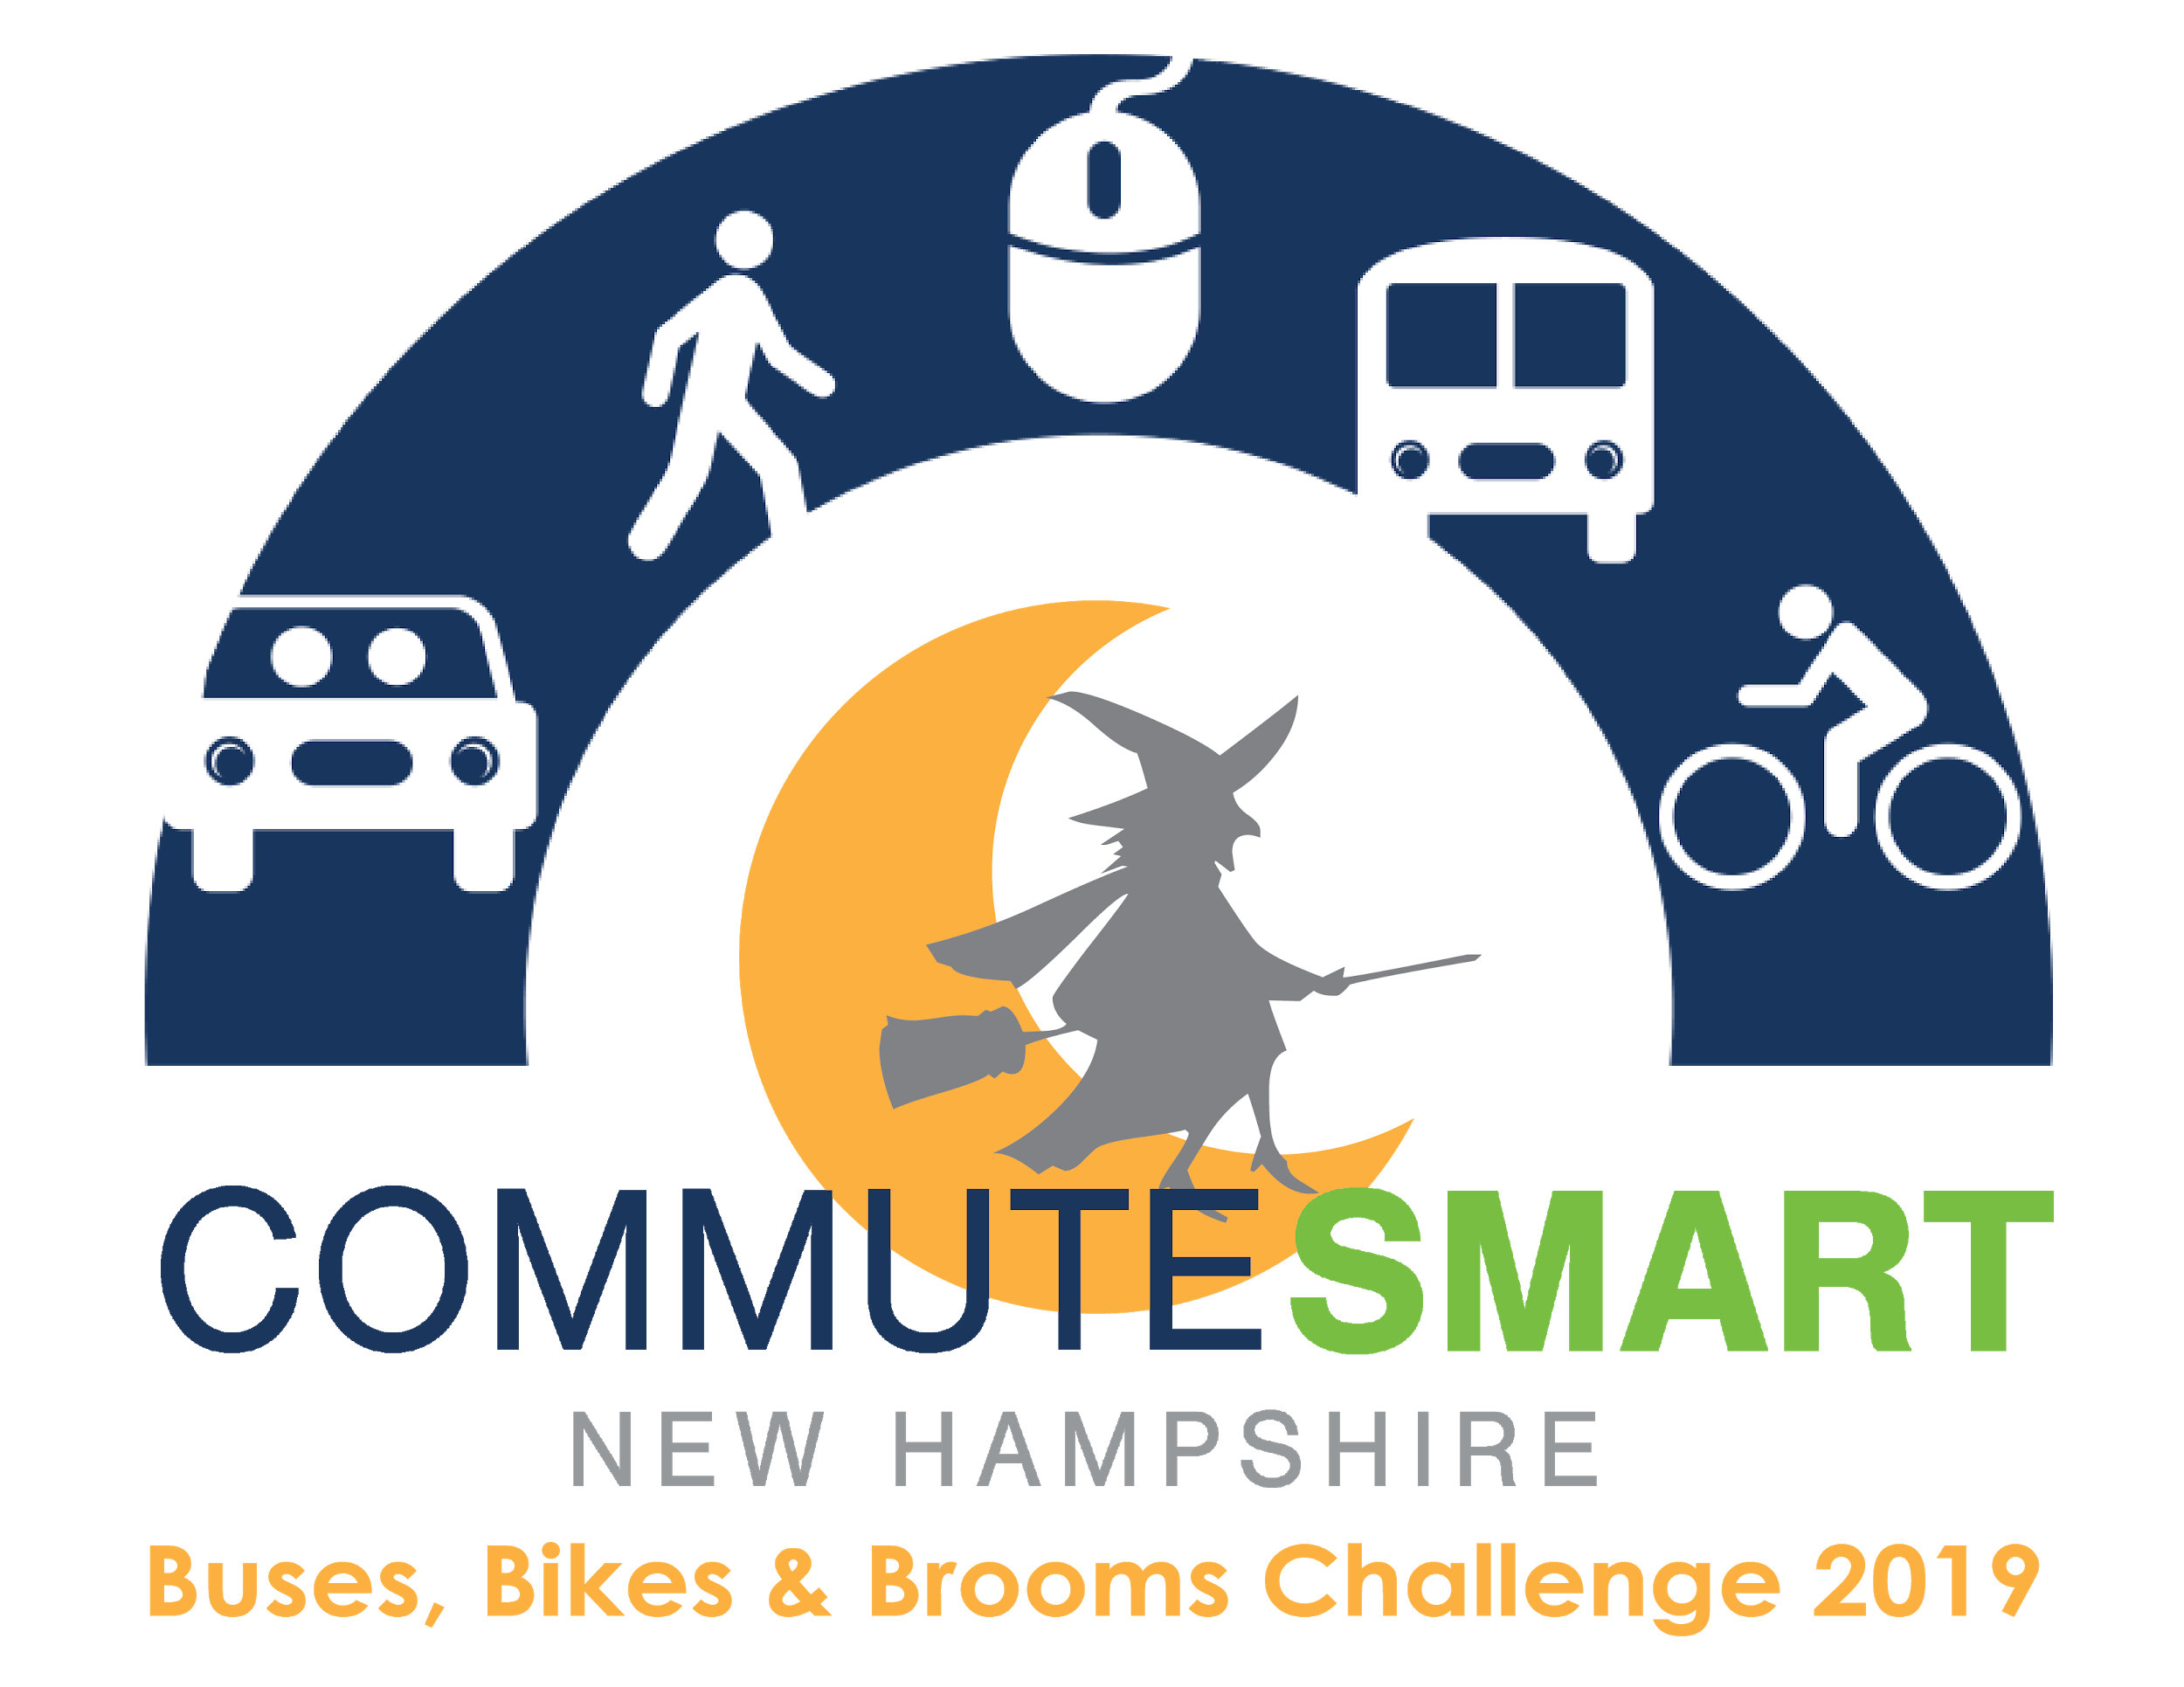 COMMUTESMART
NEW HAMPSHIRE
Buses, Bikes & Brooms Challenge 2019